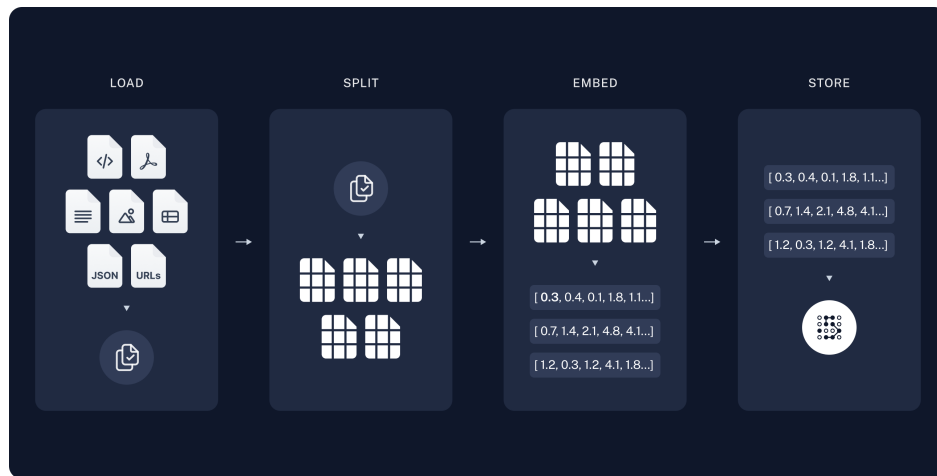 LOAD
SPLIT
EMBED
STORE
</>
JSON
URLs
[ 0.3, 0.4, 0.1, 1.8, 1.1...]
[ 0.7, 1.4, 2.1, 4.8, 4.1...]
[ 1.2, 0.3, 1.2, 4.1, 1.8...]
[ 0.3, 0.4, 0.1, 1.8, 1.1...]
[ 0.7, 1.4, 2.1, 4.8, 4.1...]
[ 1.2, 0.3, 1.2, 4.1, 1.8...]